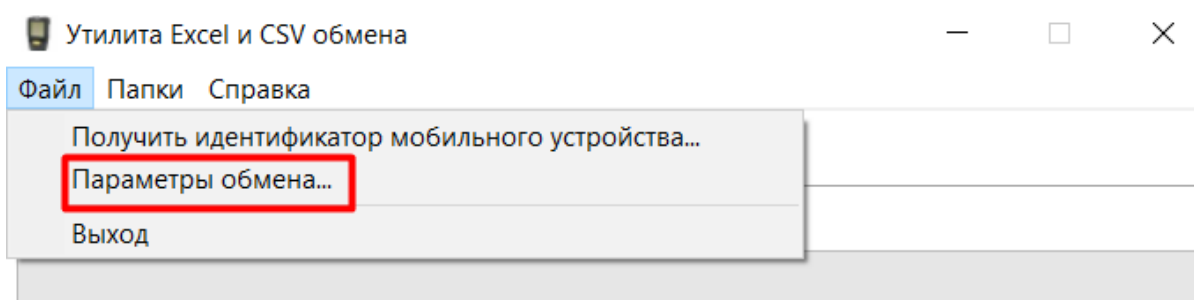 Утилита Excel и CSV обмена
Файл Папки Справка
Получить идентификатор мобильного устройства...
Параметры обмена...
Выход